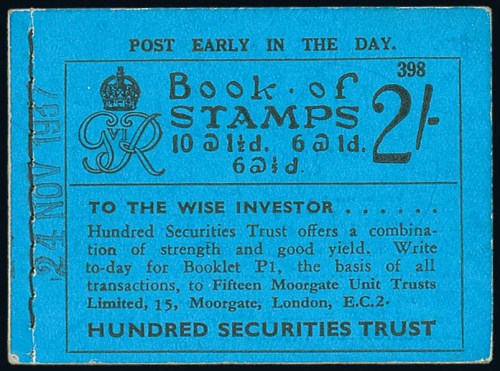 POST EARLY IN THE DAY.
398
Book · of
STAMPS 2/-
10 @ 1½d. 6 @ 1d.
6 @ ½d.
G VI R
24 NOV 1937
TO THE WISE INVESTOR ......
Hundred Securities Trust offers a combina-
tion of strength and good yield. Write
to-day for Booklet P1, the basis of all
transactions, to Fifteen Moorgate Unit Trusts
Limited, 15, Moorgate, London, E.C.2.
HUNDRED SECURITIES TRUST